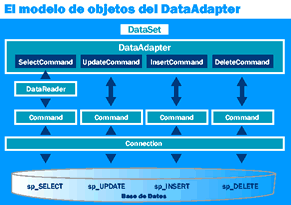 El modelo de objetos del DataAdapter
DataSet
DataAdapter
SelectCommand UpdateCommand InsertCommand DeleteCommand
DataReader
Command Command Command Command
Connection
sp_SELECT sp_UPDATE sp_INSERT sp_DELETE
Base de Datos